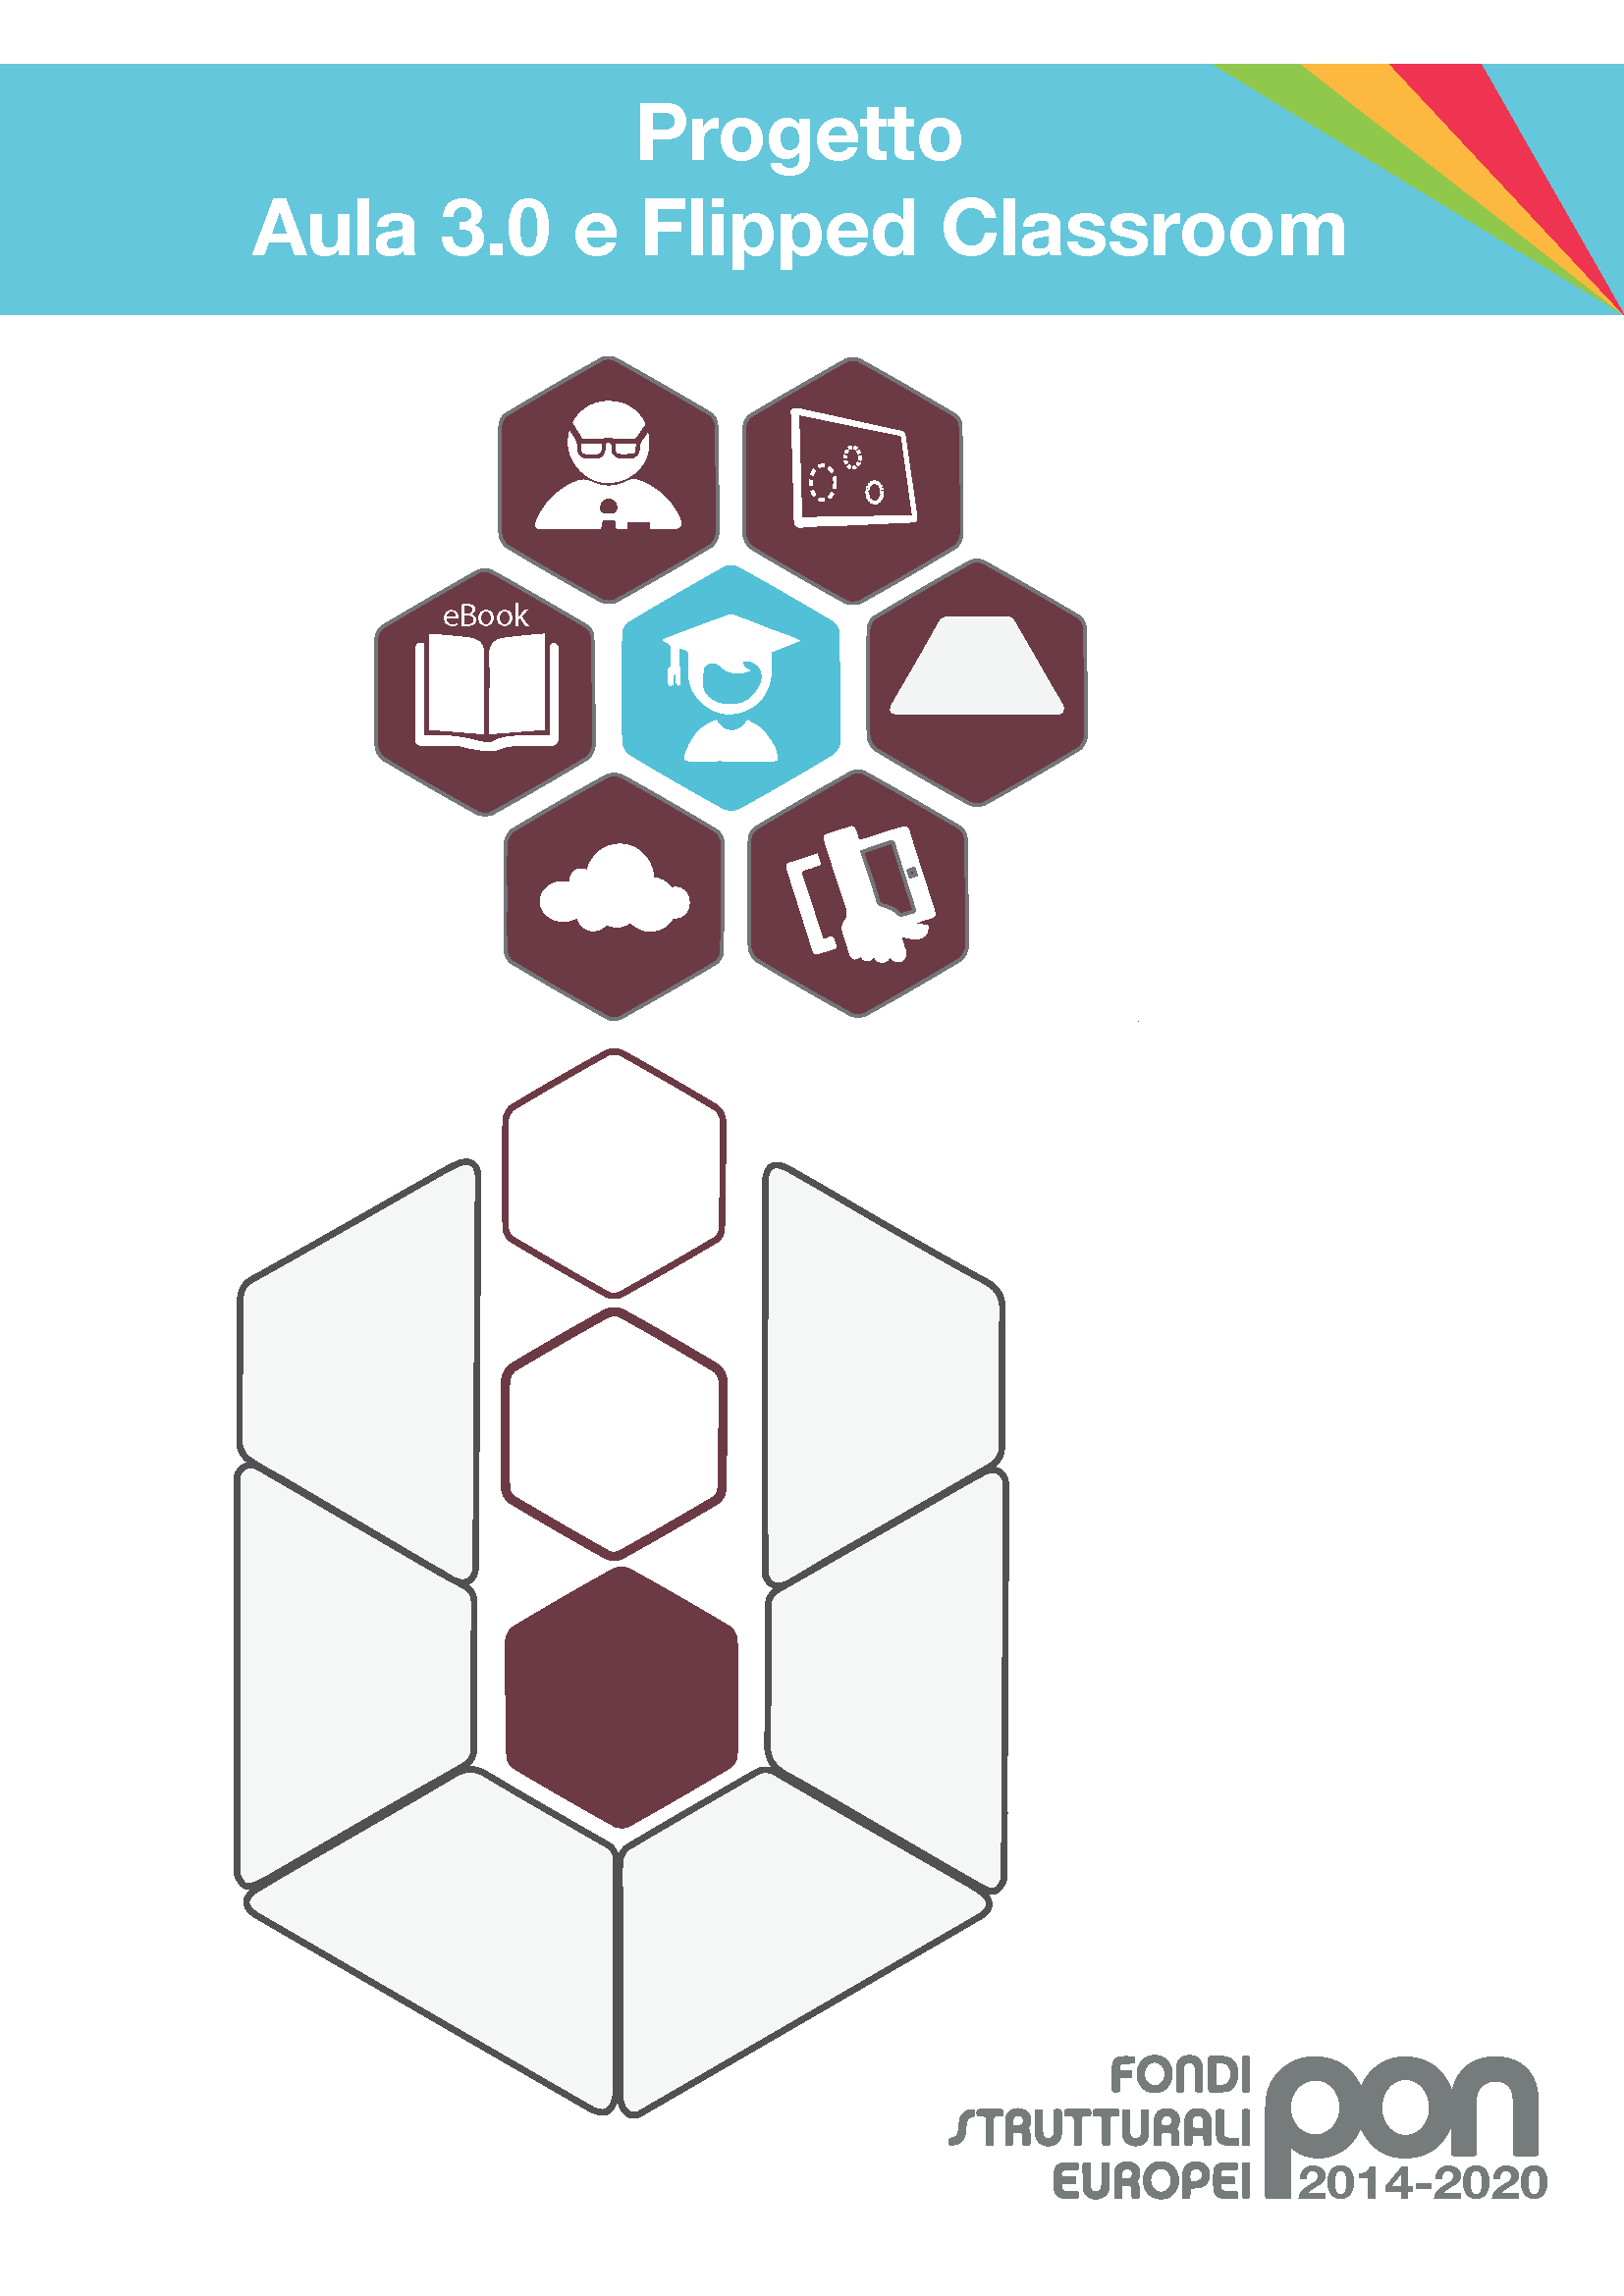 Progetto
Aula 3.0 e Flipped Classroom
eBook
FONDI
STRUTTURALI
EUROPEI
pon
2014-2020